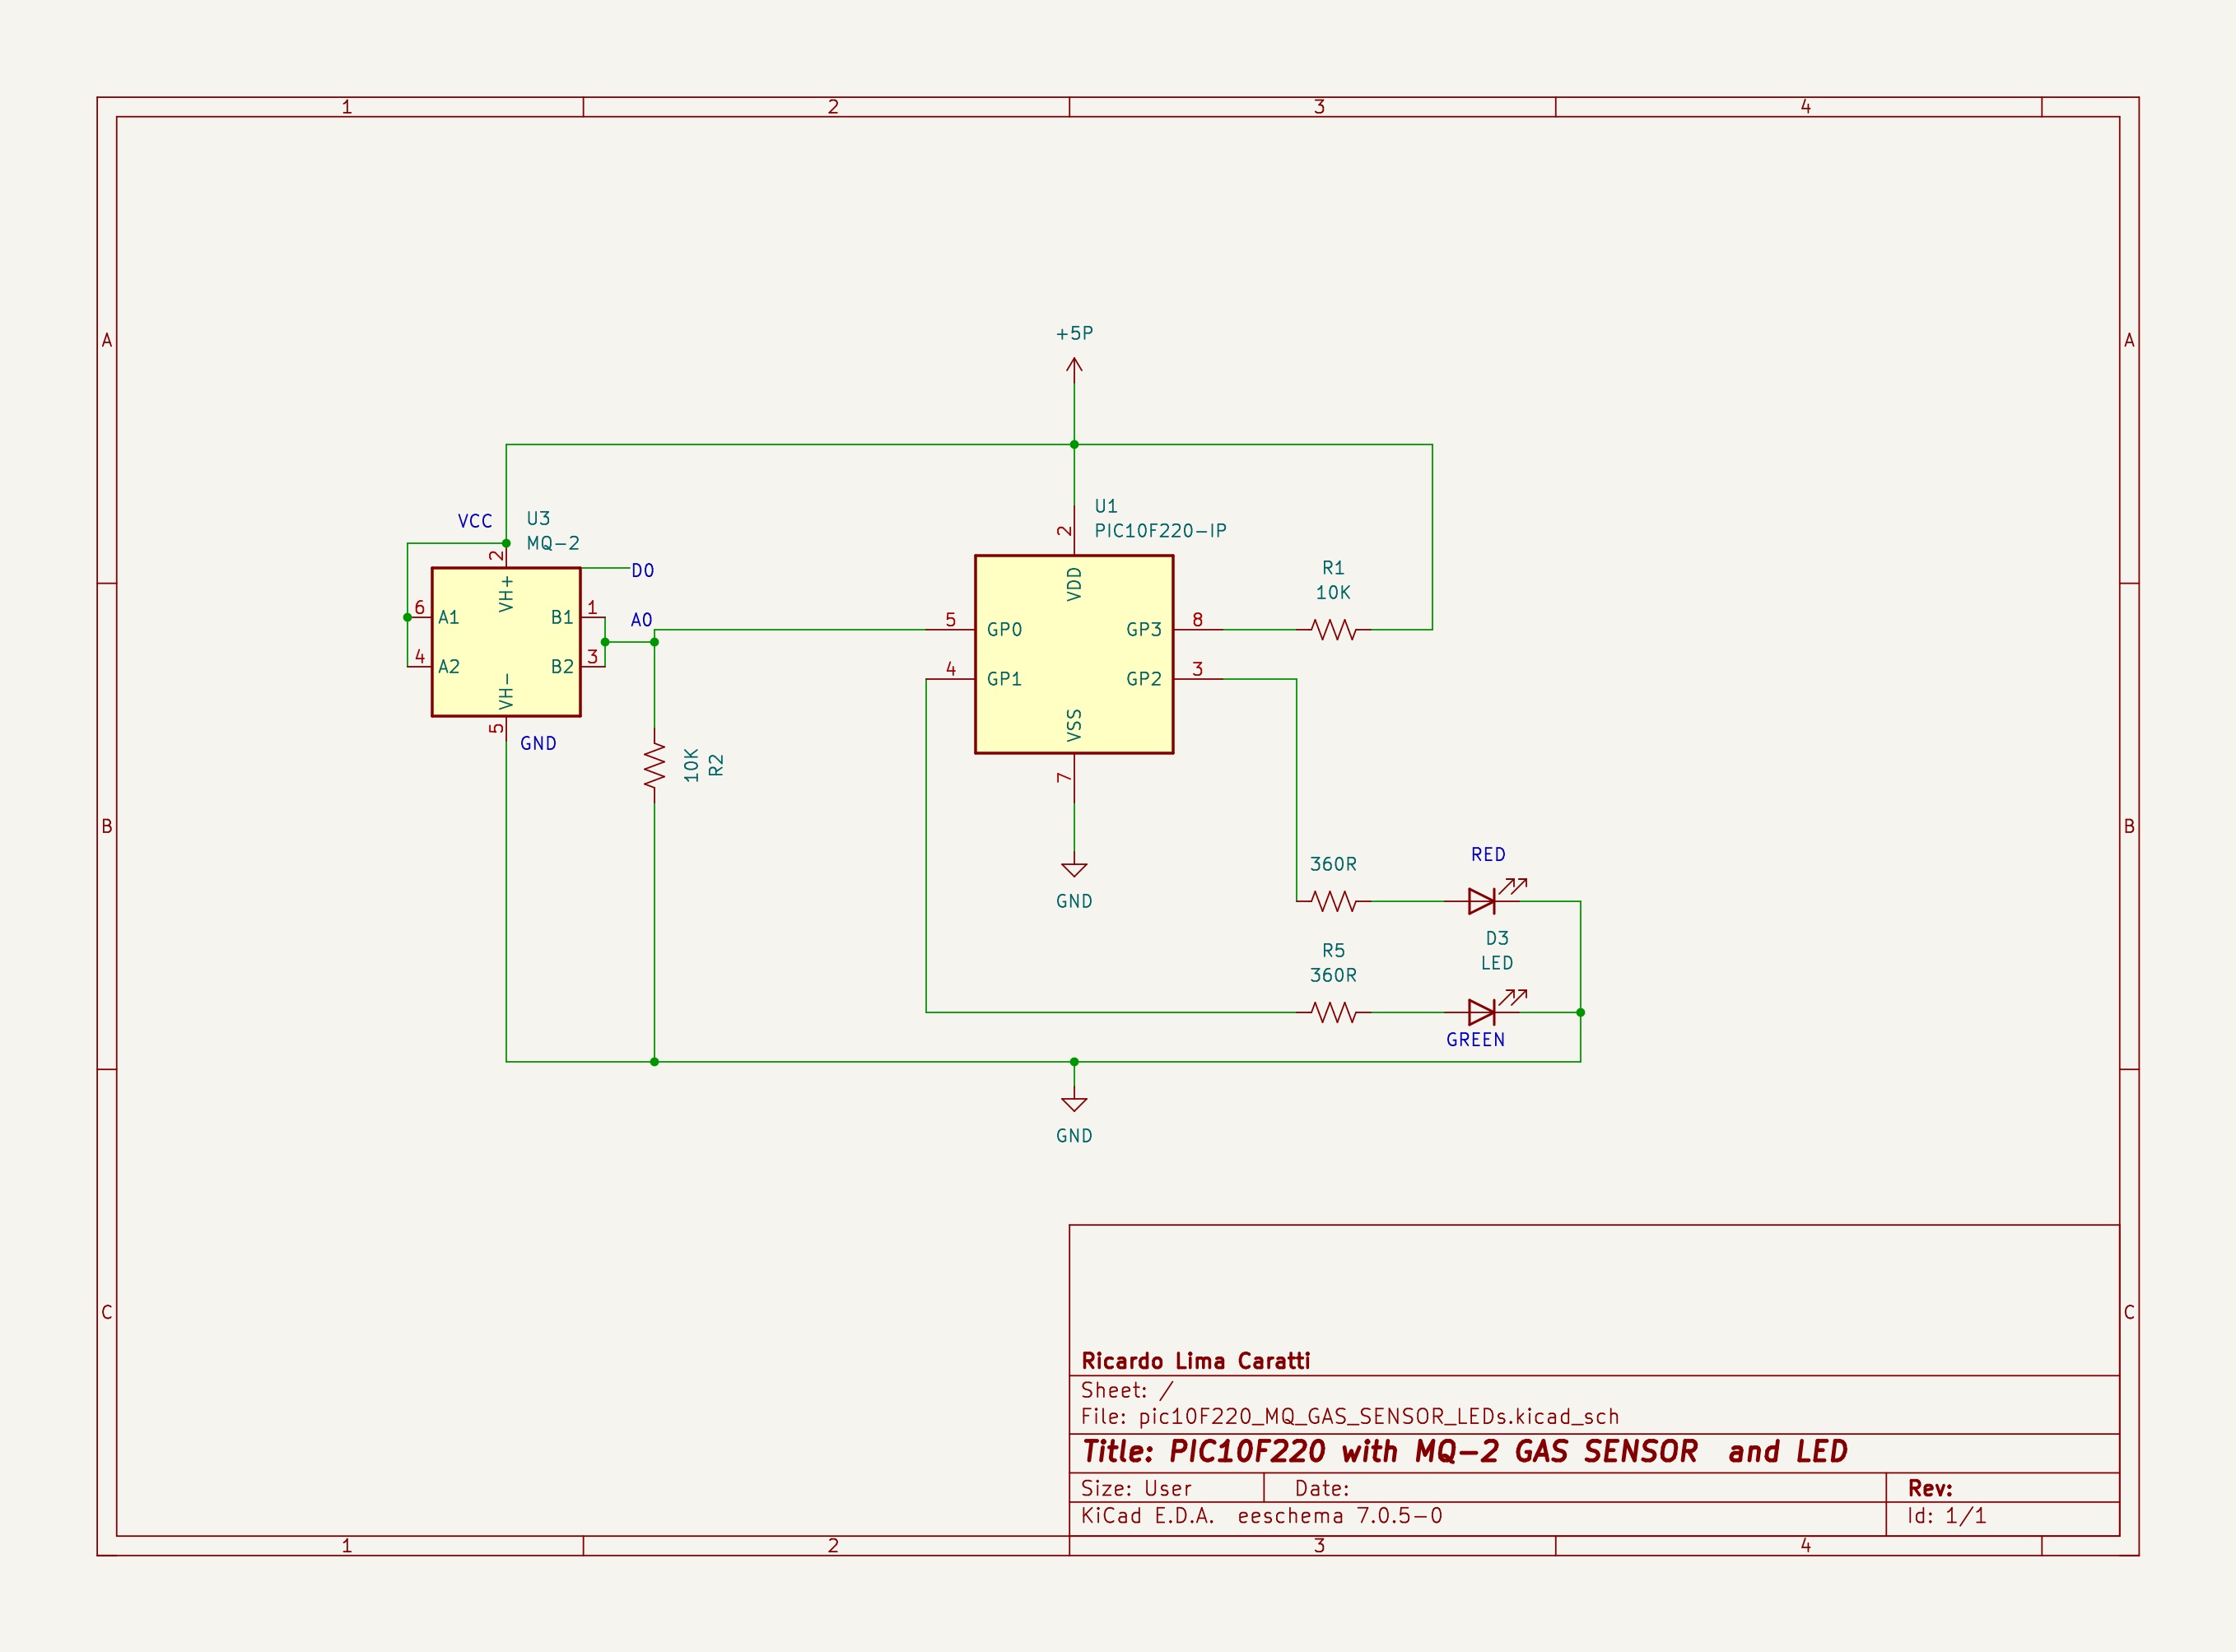 1 2 3 4
A A
+5P
VCC
U3
MQ-2
2
VH+
D0
6
A1
B1
1
A0
4
A2
B2
3
VH-
5
GND
10K
R2
U1
PIC10F220-IP
2
VDD
5
GP0
GP3
8
4
GP1
GP2
3
VSS
7
GND
R1
10K
B B
360R
RED
D3
LED
R5
360R
GREEN
GND
C C
Ricardo Lima Caratti
Sheet: /
File: pic10F220_MQ_GAS_SENSOR_LEDs.kicad_sch
Title: PIC10F220 with MQ-2 GAS SENSOR and LED
Size: User Date: Rev:
KiCad E.D.A. eeschema 7.0.5-0 Id: 1/1
1 2 3 4